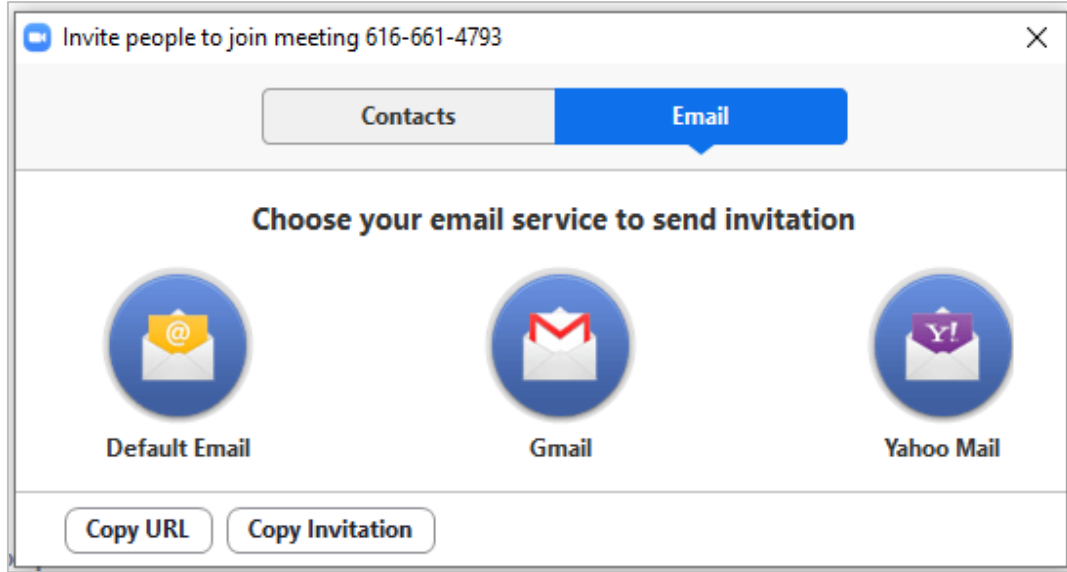 Invite people to join meeting 616-661-4793
Contacts Email
Choose your email service to send invitation
@ Y!
Default Email Gmail Yahoo Mail
Copy URL Copy Invitation